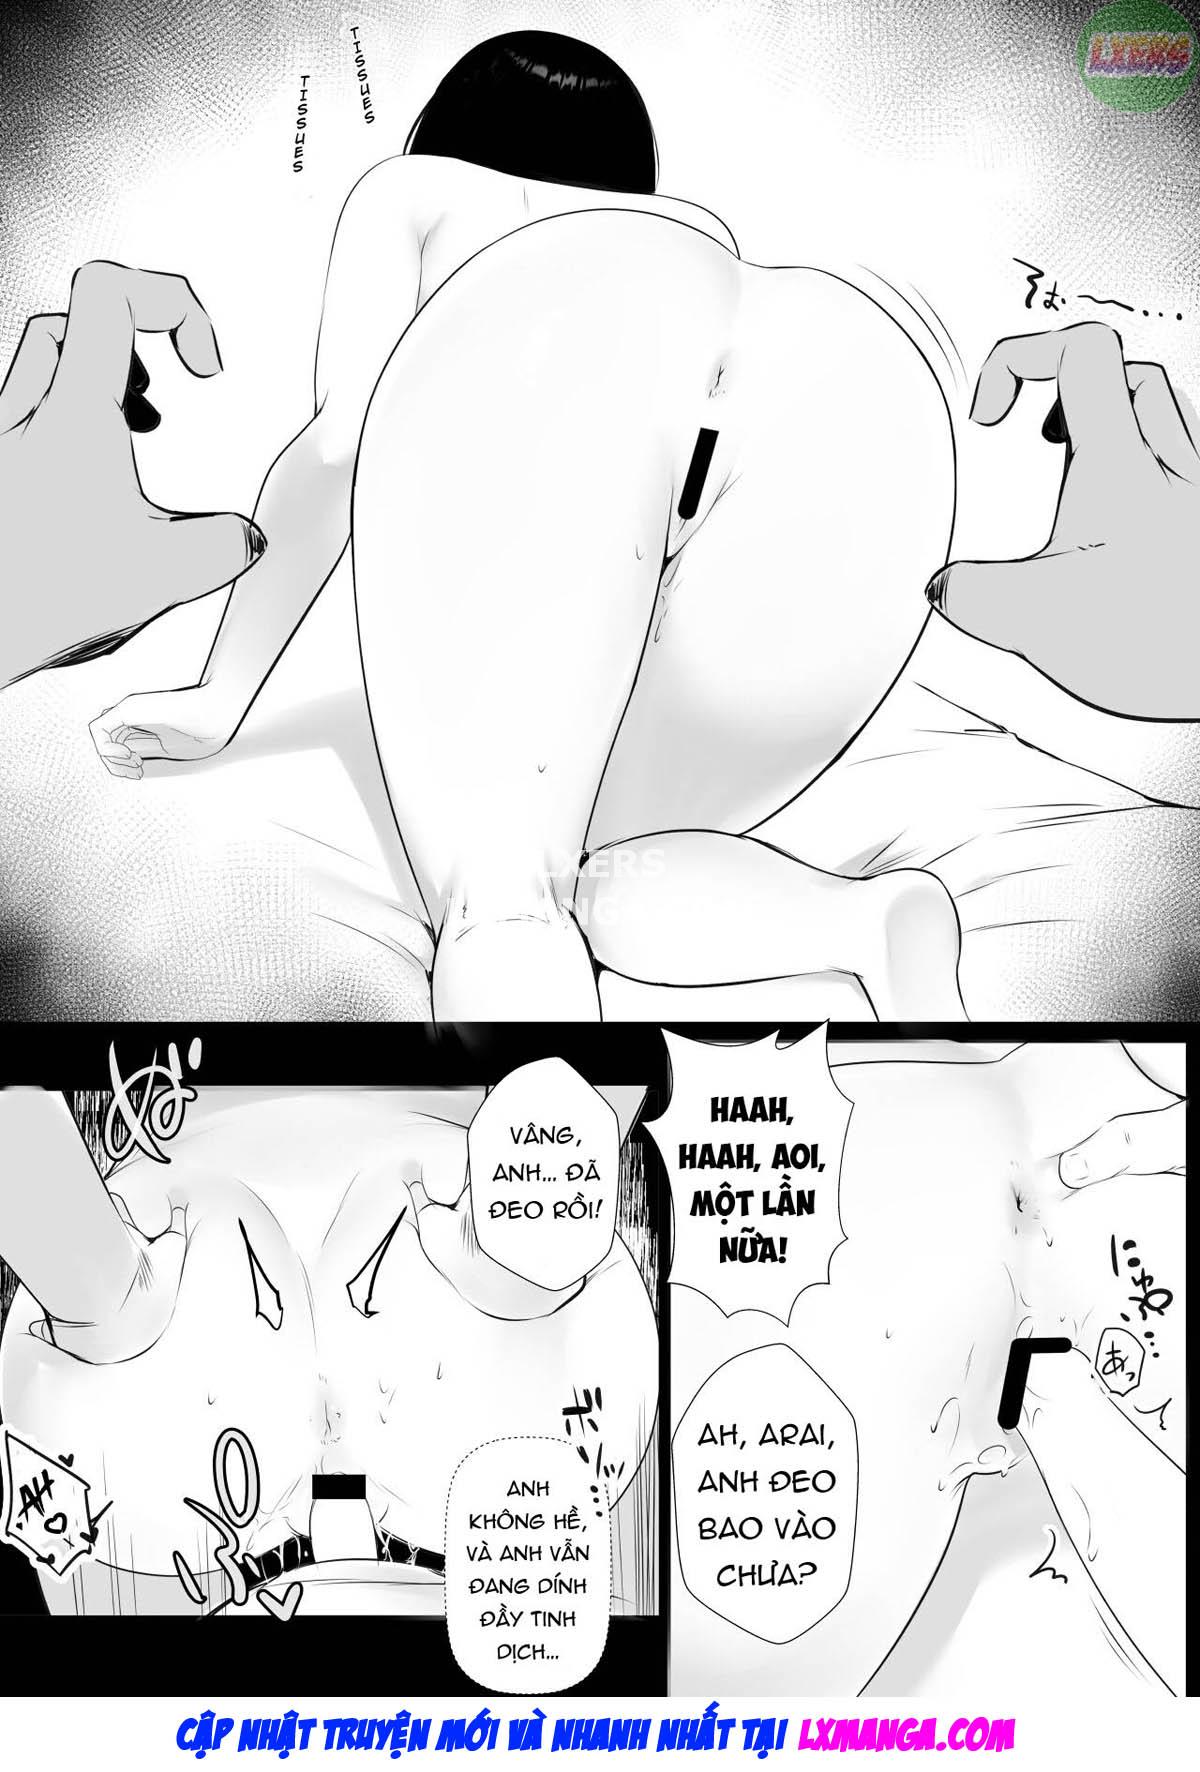 LXERS
TISSUES
TISSUES
LXERS
HAAH,
HAAH, AOI,
MỘT LẦN
NỮA!
AH, ARAI,
ANH ĐEO
BAO VÀO
CHƯA?
あっ
VÂNG,
ANH... ĐÃ
ĐEO RỒI!
ANH
KHÔNG HỀ,
VÀ ANH VẪN
ĐANG DÍNH
ĐẦY TINH
DỊCH...
AH
CẬP NHẬT TRUYỆN MỚI VÀ NHANH NHẤT TẠI LXMANGA.COM